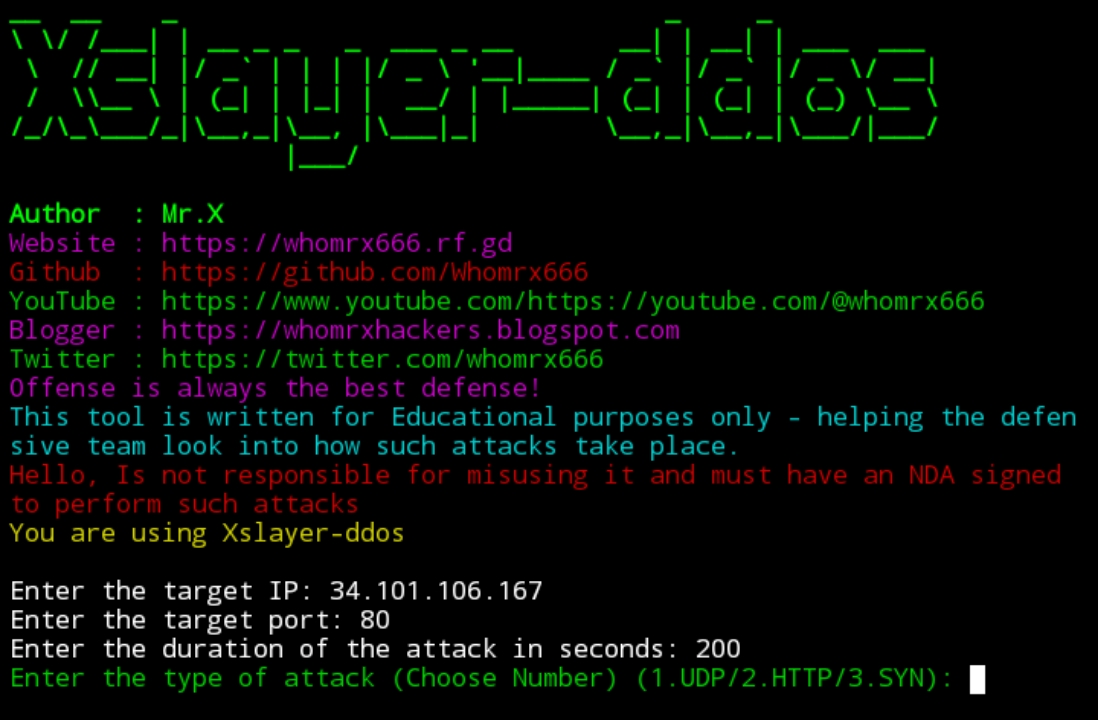 Xslayer-ddos
Author  : Mr.X
Website : https://whomrx666.rf.gd
Github  : https://github.com/Whomrx666
YouTube : https://www.youtube.com/https://youtube.com/@whomrx666
Blogger : https://whomrxhackers.blogspot.com
Twitter : https://twitter.com/whomrx666
Offense is always the best defense!
This tool is written for Educational purposes only – helping the defen
sive team look into how such attacks take place.
Hello, Is not responsible for misusing it and must have an NDA signed
to perform such attacks
You are using Xslayer-ddos
Enter the target IP: 34.101.106.167
Enter the target port: 80
Enter the duration of the attack in seconds: 200
Enter the type of attack (Choose Number) (1.UDP/2.HTTP/3.SYN):